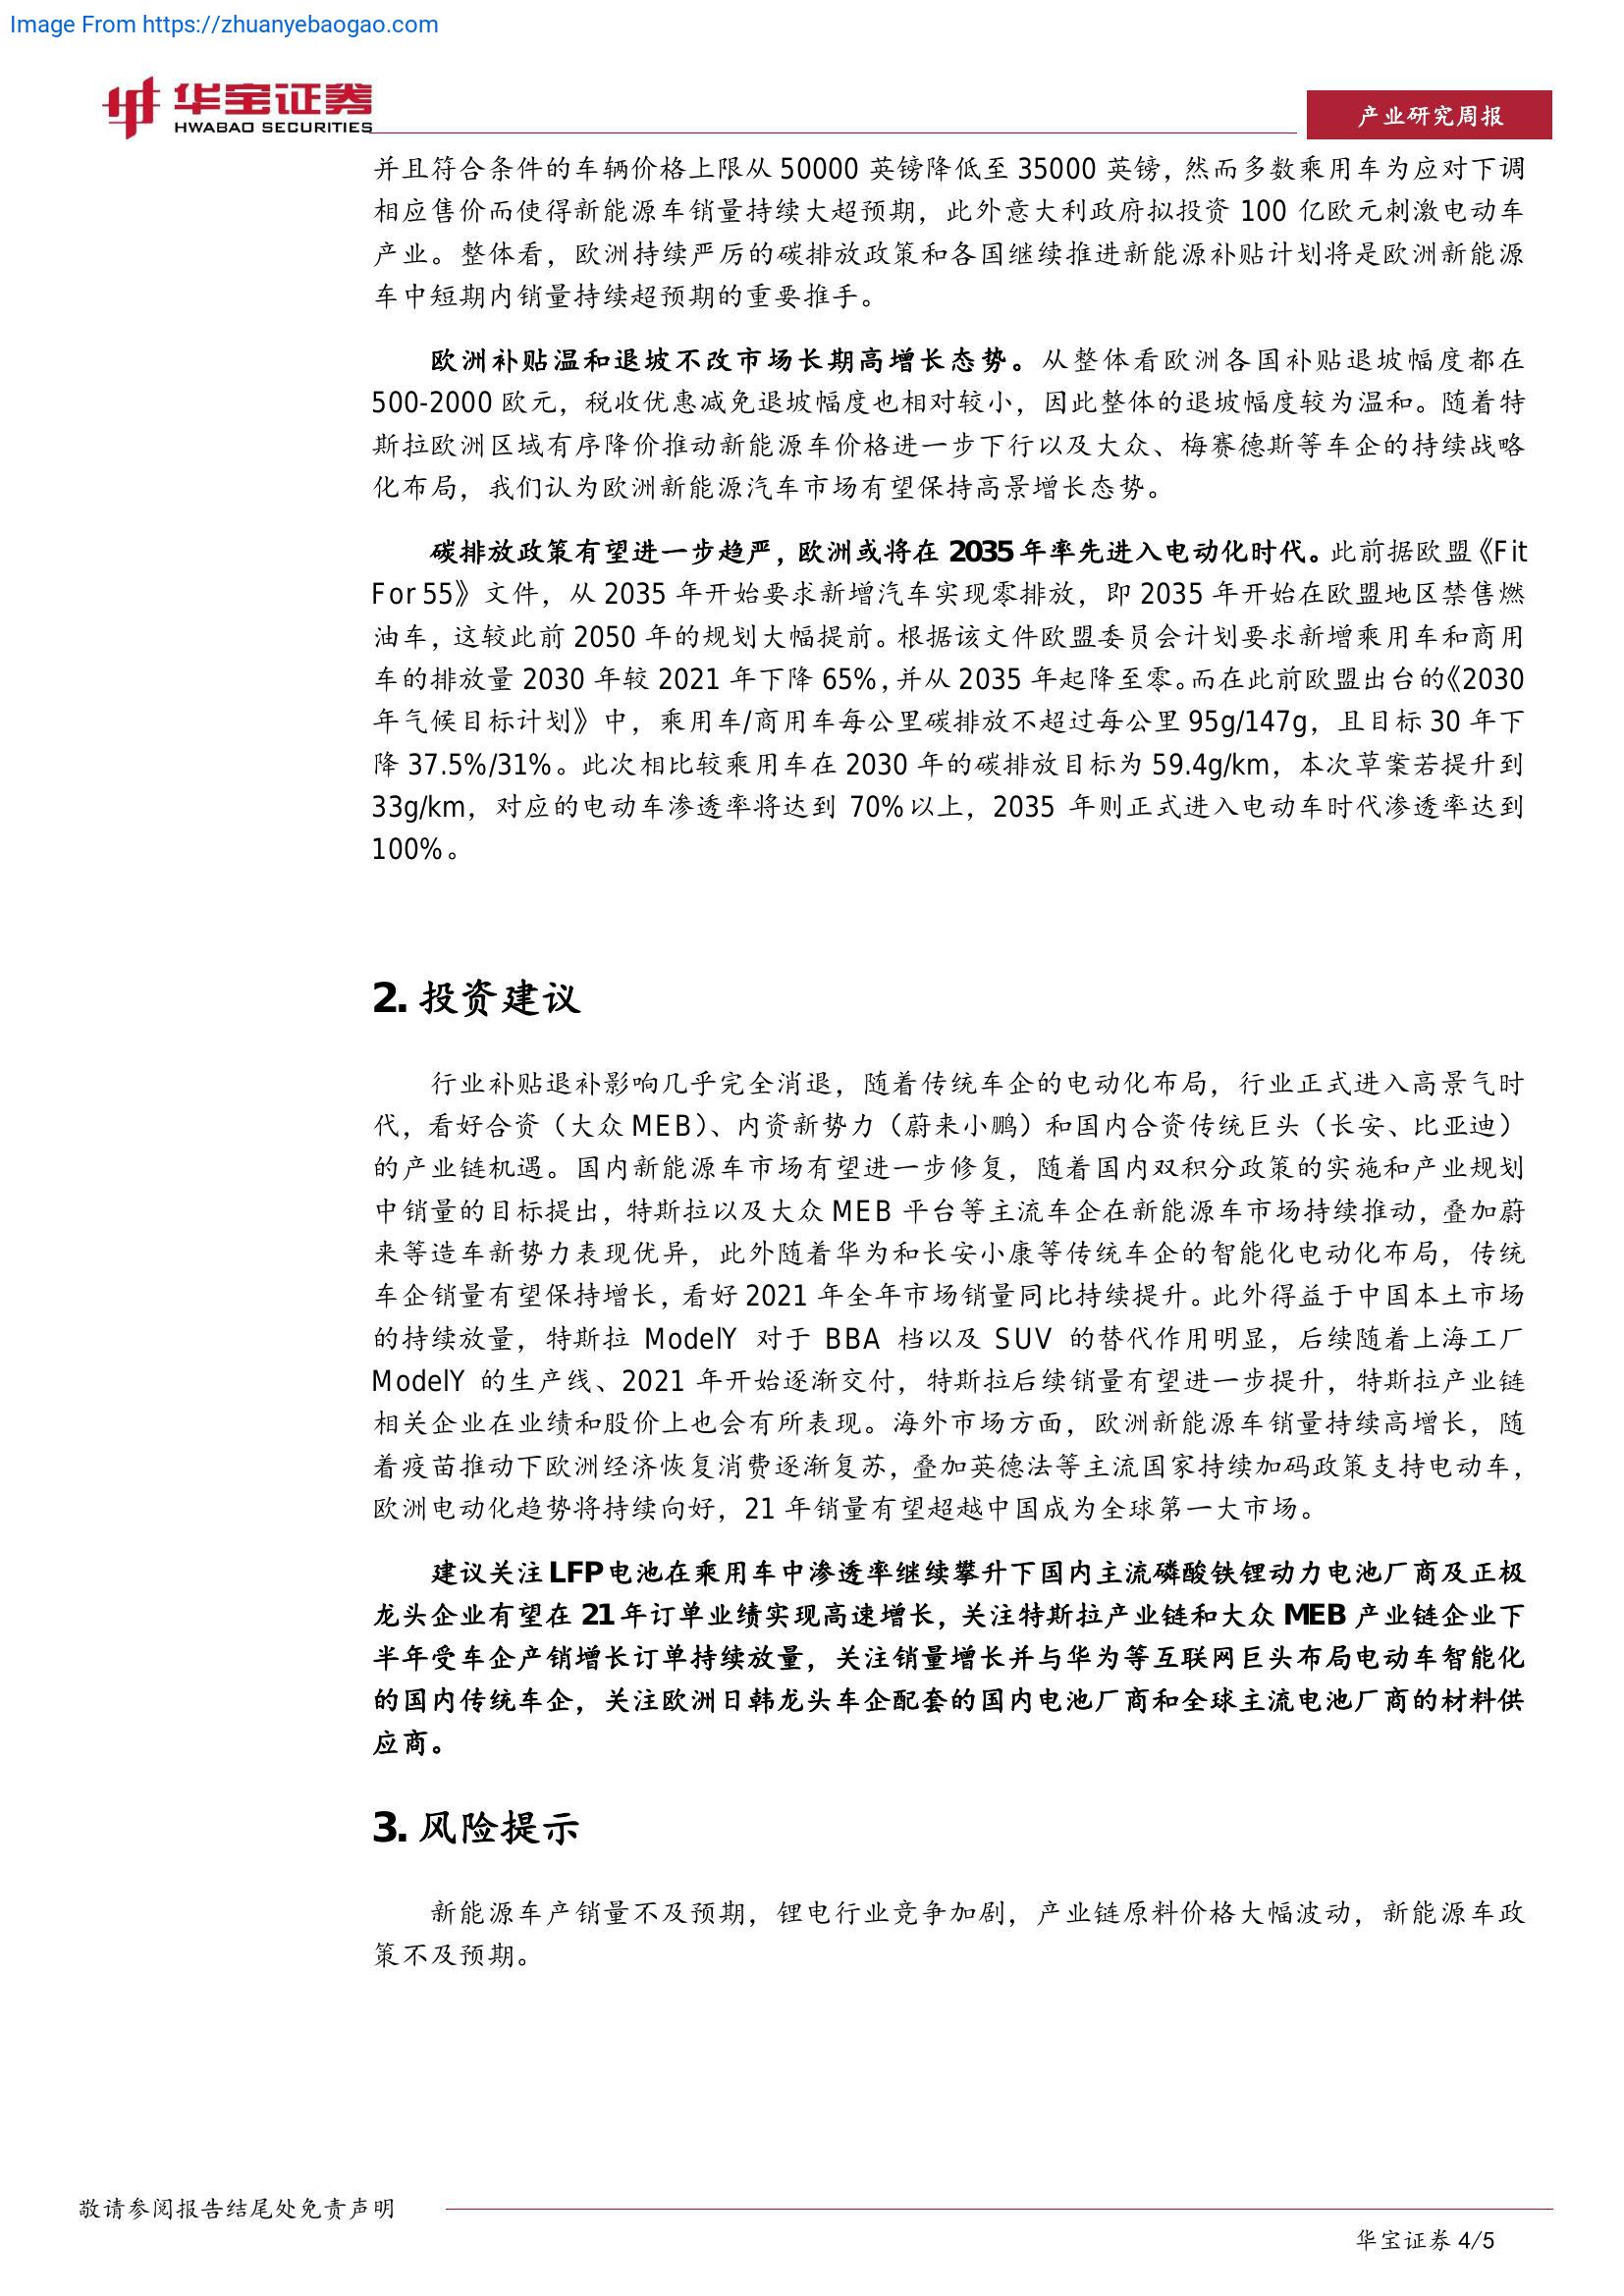 Image From https://zhuanyebaogao.com
华宝证券
HWABAO SECURITIES
产业研究周报
并且符合条件的车辆价格上限从 50000 英镑降低至 35000 英镑，然而多数乘用车为应对下调
相应售价而使得新能源车销量持续大超预期，此外意大利政府拟投资 100 亿欧元刺激电动车
产业。整体看，欧洲持续严厉的碳排放政策和各国继续推进新能源补贴计划将是欧洲新能源
车中短期内销量持续超预期的重要推手。
欧洲补贴温和退坡不改市场长期高增长态势。从整体看欧洲各国补贴退坡幅度都在
500-2000 欧元，税收优惠减免退坡幅度也相对较小，因此整体的退坡幅度较为温和。随着特
斯拉欧洲区域有序降价推动新能源车价格进一步下行以及大众、梅赛德斯等车企的持续战略
化布局，我们认为欧洲新能源汽车市场有望保持高景增长态势。
碳排放政策有望进一步趋严，欧洲或将在 2035 年率先进入电动化时代。此前据欧盟《Fit
For 55》文件，从 2035 年开始要求新增汽车实现零排放，即 2035 年开始在欧盟地区禁售燃
油车，这较此前 2050 年的规划大幅提前。根据该文件欧盟委员会计划要求新增乘用车和商用
车的排放量 2030 年较 2021 年下降 65%，并从 2035 年起降至零。而在此前欧盟出台的《2030
年气候目标计划》中，乘用车/商用车每公里碳排放不超过每公里 95g/147g，且目标 30 年下
降 37.5%/31%。此次相比较乘用车在 2030 年的碳排放目标为 59.4g/km，本次草案若提升到
33g/km，对应的电动车渗透率将达到 70%以上，2035 年则正式进入电动车时代渗透率达到
100%。
2. 投资建议
行业补贴退补影响几乎完全消退，随着传统车企的电动化布局，行业正式进入高景气时
代，看好合资（大众 MEB）、内资新势力（蔚来小鹏）和国内合资传统巨头（长安、比亚迪）
的产业链机遇。国内新能源车市场有望进一步修复，随着国内双积分政策的实施和产业规划
中销量的目标提出，特斯拉以及大众 MEB 平台等主流车企在新能源车市场持续推动，叠加蔚
来等造车新势力表现优异，此外随着华为和长安小康等传统车企的智能化电动化布局，传统
车企销量有望保持增长，看好 2021 年全年市场销量同比持续提升。此外得益于中国本土市场
的持续放量，特斯拉 ModelY 对于 BBA 档以及 SUV 的替代作用明显，后续随着上海工厂
ModelY 的生产线、2021 年开始逐渐交付，特斯拉后续销量有望进一步提升，特斯拉产业链
相关企业在业绩和股价上也会有所表现。海外市场方面，欧洲新能源车销量持续高增长，随
着疫苗推动下欧洲经济恢复消费逐渐复苏，叠加英德法等主流国家持续加码政策支持电动车，
欧洲电动化趋势将持续向好，21 年销量有望超越中国成为全球第一大市场。
建议关注 LFP 电池在乘用车中渗透率继续攀升下国内主流磷酸铁锂动力电池厂商及正极
龙头企业有望在 21 年订单业绩实现高速增长，关注特斯拉产业链和大众 MEB 产业链企业下
半年受车企产销增长订单持续放量，关注销量增长并与华为等互联网巨头布局电动车智能化
的国内传统车企，关注欧洲日韩龙头车企配套的国内电池厂商和全球主流电池厂商的材料供
应商。
3. 风险提示
新能源车产销量不及预期，锂电行业竞争加剧，产业链原料价格大幅波动，新能源车政
策不及预期。
敬请参阅报告结尾处免责声明
华宝证券 4/5